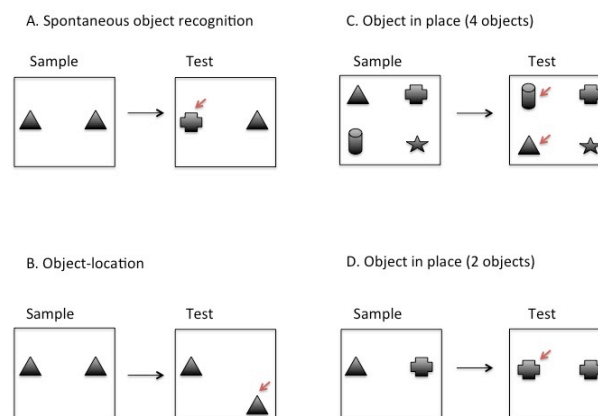 A. Spontaneous object recognition
Sample
Test
B. Object-location
Sample
Test
C. Object in place (4 objects)
Sample
Test
D. Object in place (2 objects)
Sample
Test